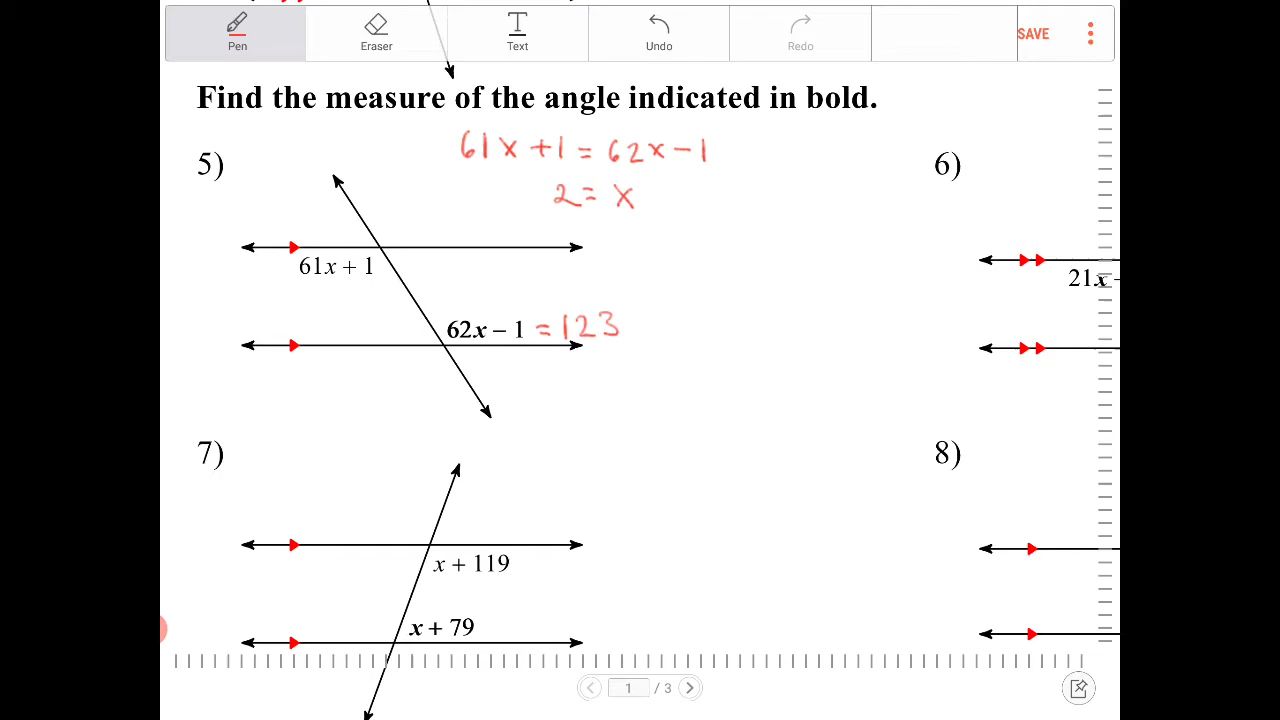 Pen Eraser Text Undo Redo SAVE
Find the measure of the angle indicated in bold.
61x + 1 = 62x - 1
2 = x
5)
61x + 1
62x − 1 = 123
6)
21x -
7)
x + 119
x + 79
8)
1 / 3